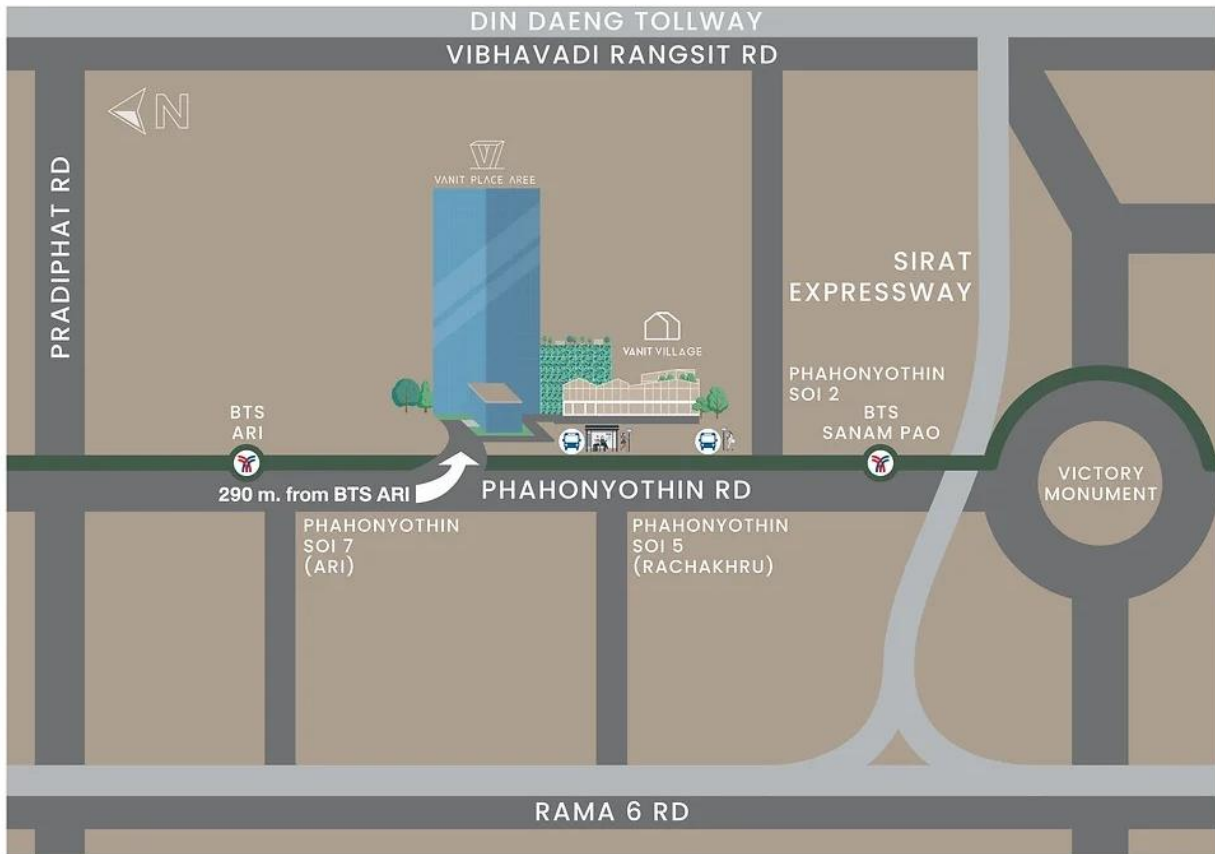 DIN DAENG TOLLWAY
VIBHAVADI RANGSIT RD
N
PRADIPHAT RD
VANIT PLACE AREE
SIRAT
EXPRESSWAY
VANIT VILLAGE
PHAHONYOTHIN
SOI 2
BTS
ARI
BTS
SANAM PAO
290 m. from BTS ARI
PHAHONYOTHIN RD
VICTORY
MONUMENT
PHAHONYOTHIN
SOI 7
(ARI)
PHAHONYOTHIN
SOI 5
(RACHAKHRU)
RAMA 6 RD